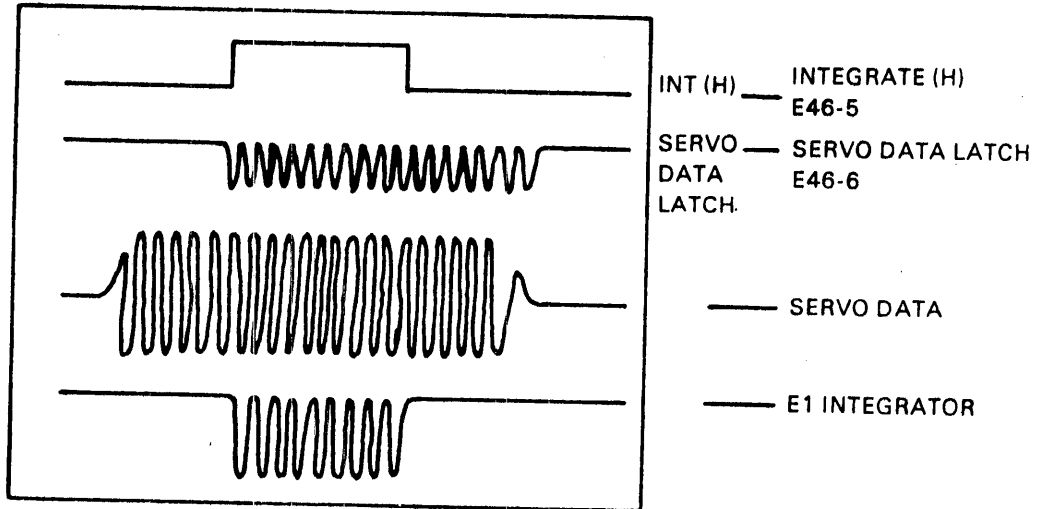 INT (H)
INTEGRATE (H)
E46-5
SERVO
DATA
LATCH.
SERVO DATA LATCH
E46-6
SERVO DATA
E1 INTEGRATOR